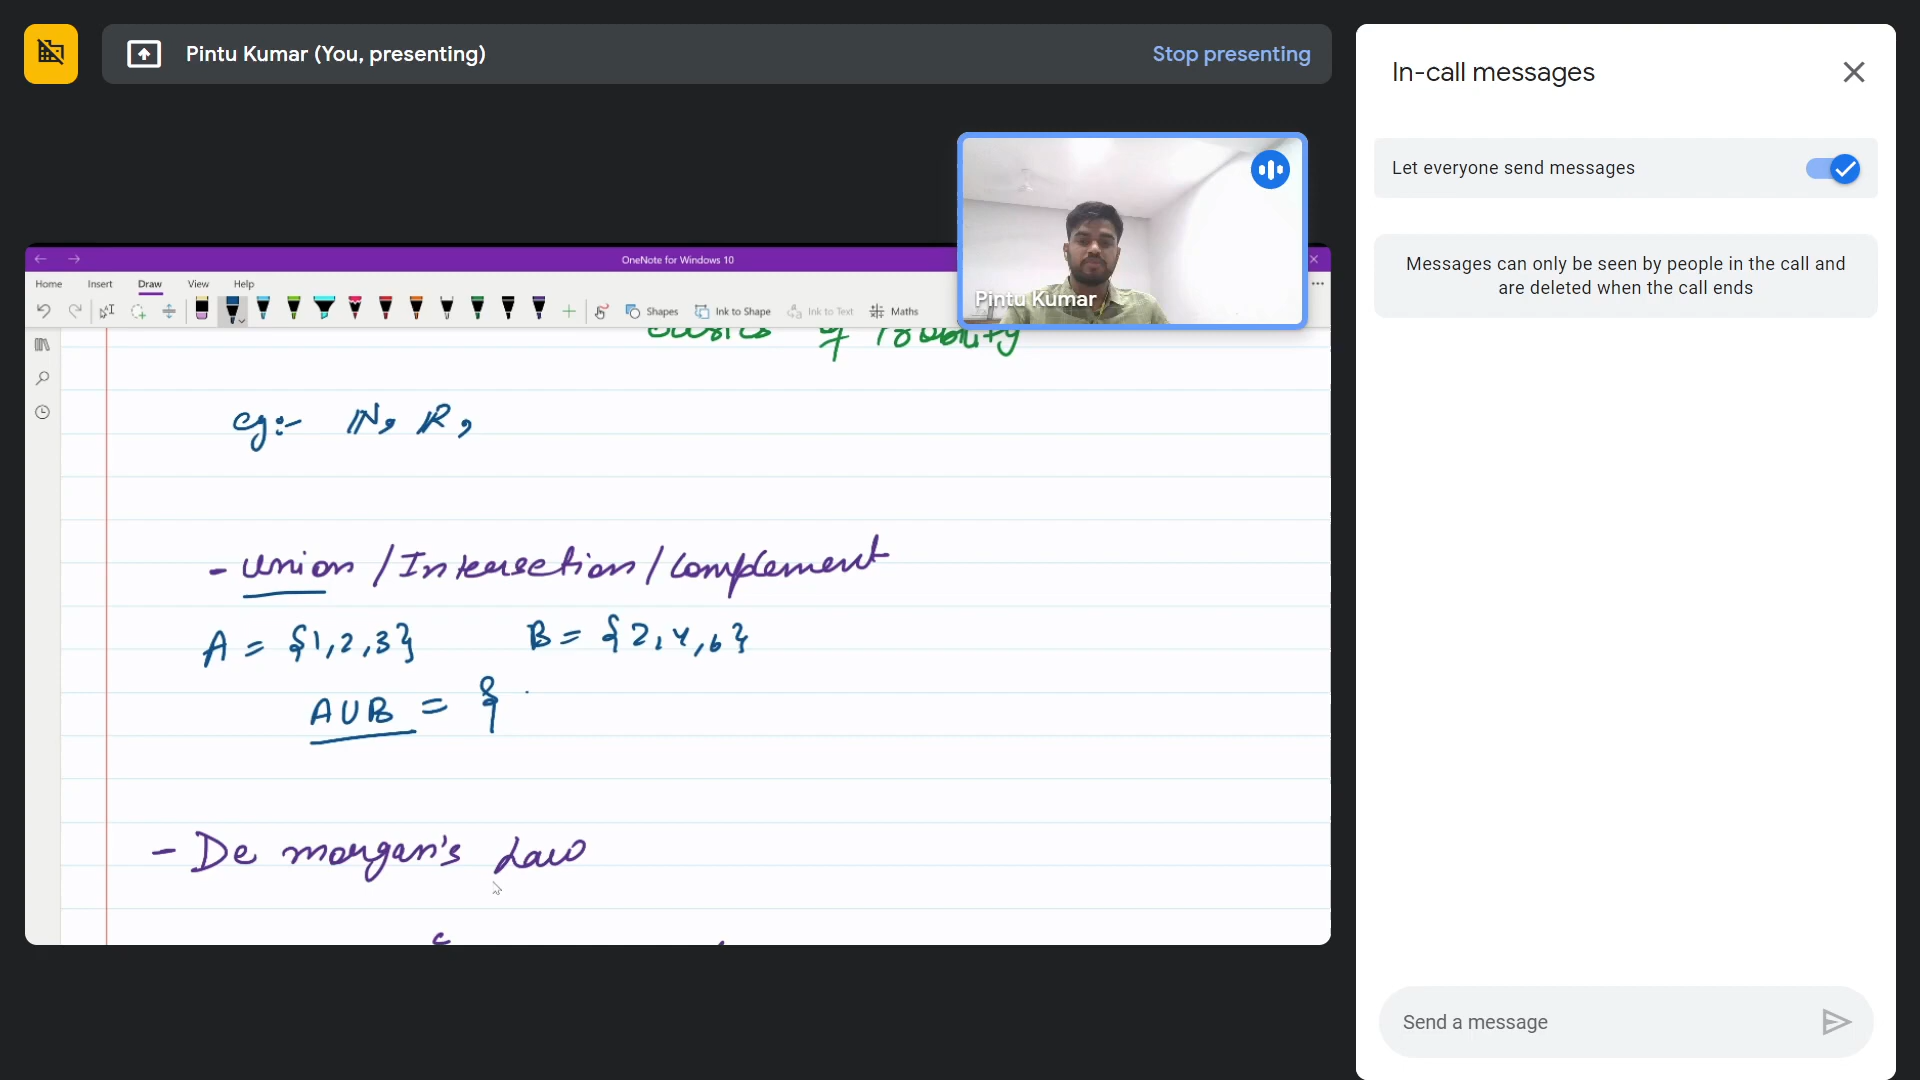 Pintu Kumar (You, presenting)
Stop presenting
In-call messages
Let everyone send messages
Messages can only be seen by people in the call and
are deleted when the call ends
Pintu Kumar
OneNote for Windows 10
Home Insert Draw View Help
Shapes Ink to Shape Ink to Text Maths
eg:- N, R,
- Union / Intersection / Complement
A = {1,2,3} B = {2,4,6}
A∪B = {
- De morgan's Law
Send a message